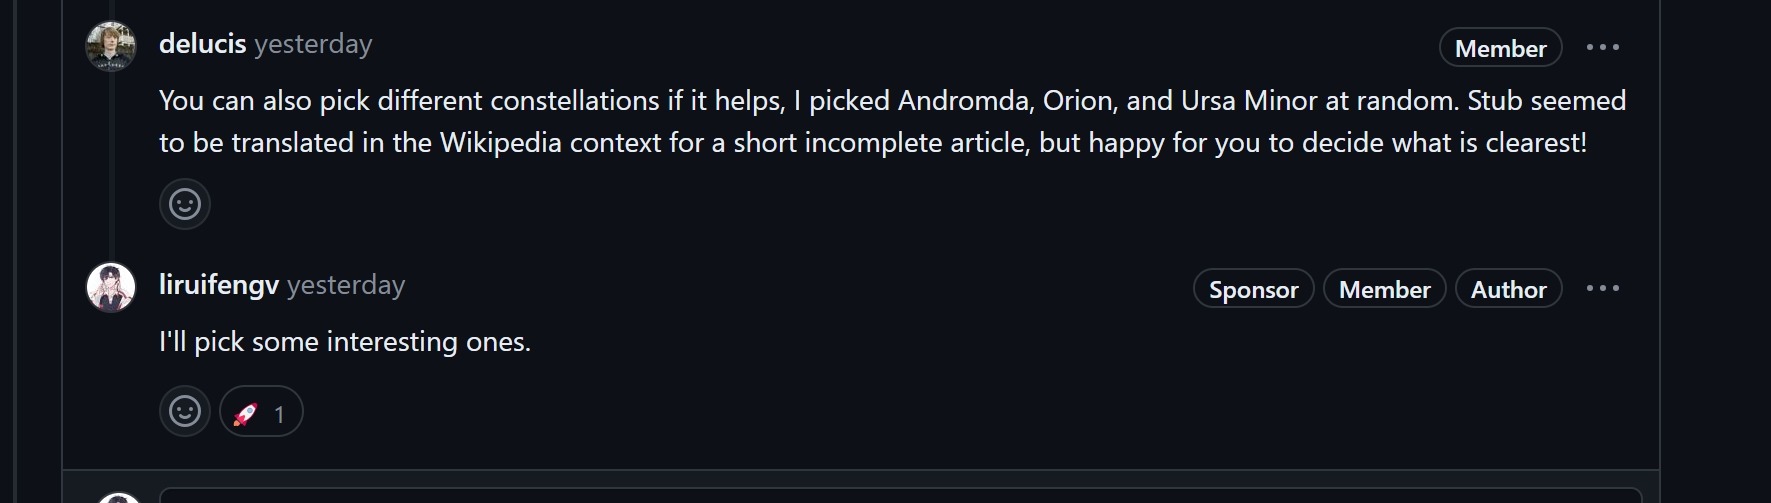 delucis yesterday
Member
You can also pick different constellations if it helps, I picked Andromda, Orion, and Ursa Minor at random. Stub seemed
to be translated in the Wikipedia context for a short incomplete article, but happy for you to decide what is clearest!
liruifengv yesterday
Sponsor
Member
Author
I'll pick some interesting ones.
1